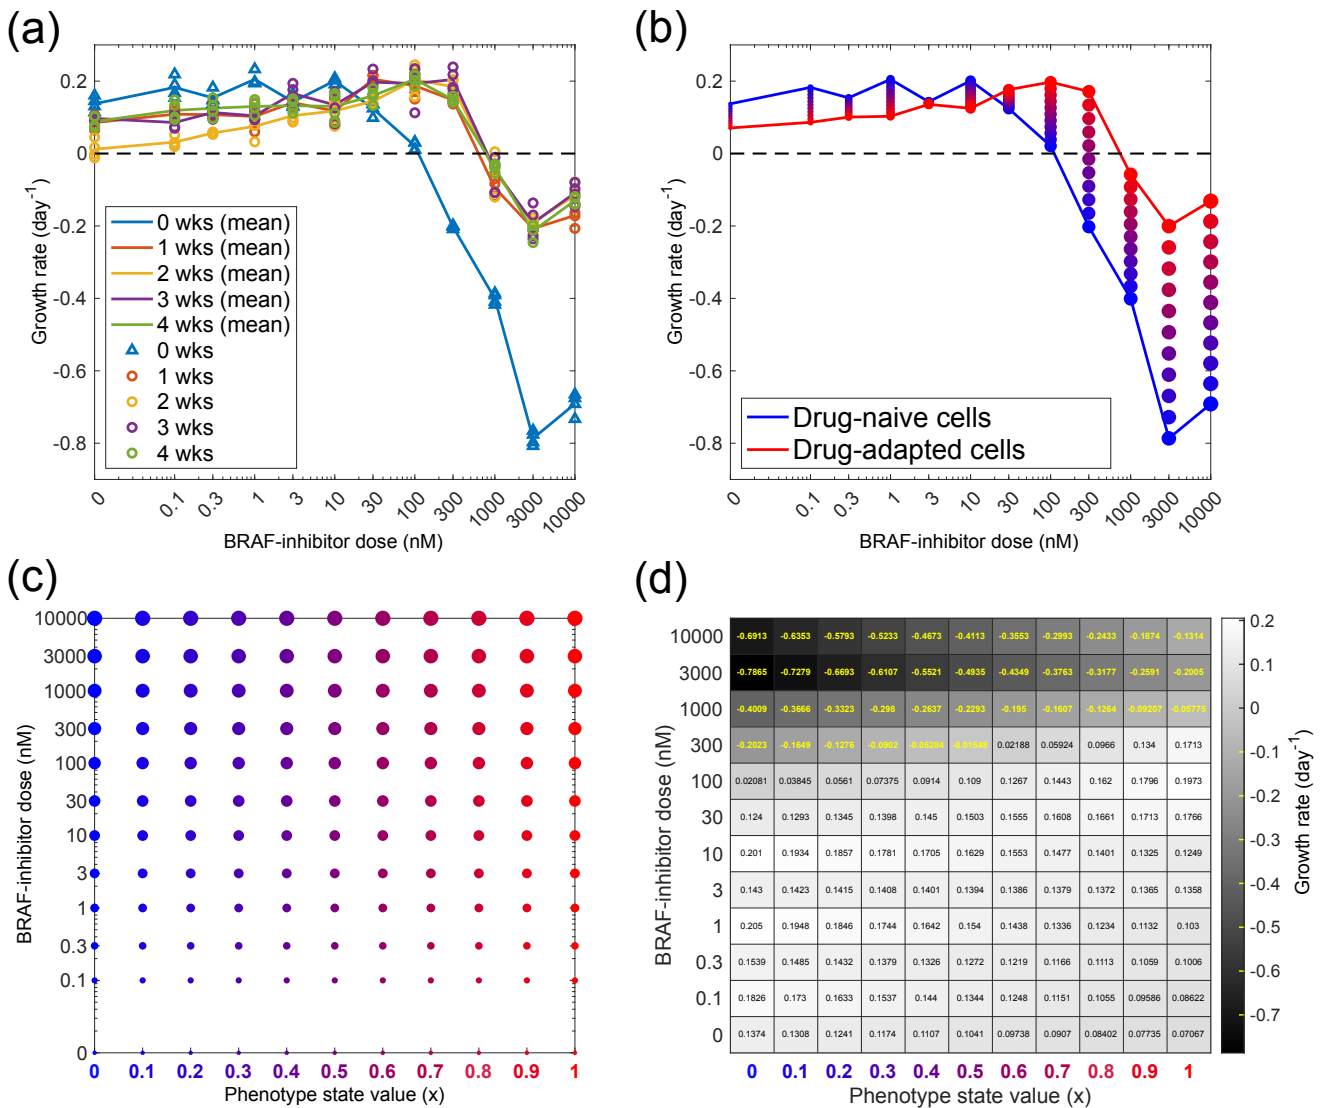 (a)
0.2
0
-0.2
-0.4
-0.6
-0.8
Growth rate (day⁻¹)
0 wks (mean)
1 wks (mean)
2 wks (mean)
3 wks (mean)
4 wks (mean)
0 wks
1 wks
2 wks
3 wks
4 wks
0 0.1 0.3 1 3 10 30 100 300 1000 3000 10000
BRAF-inhibitor dose (nM)
(b)
0.2
0
-0.2
-0.4
-0.6
-0.8
Growth rate (day⁻¹)
Drug-naive cells
Drug-adapted cells
0 0.1 0.3 1 3 10 30 100 300 1000 3000 10000
BRAF-inhibitor dose (nM)
(c)
10000
3000
1000
300
100
30
10
3
1
0.3
0.1
0
BRAF-inhibitor dose (nM)
0 0.1 0.2 0.3 0.4 0.5 0.6 0.7 0.8 0.9 1
Phenotype state value (x)
(d)
10000 -0.6913 -0.6353 -0.5793 -0.5233 -0.4673 -0.4113 -0.3553 -0.2993 -0.2433 -0.1874 -0.1314
3000 -0.7865 -0.7279 -0.6693 -0.6107 -0.5521 -0.4935 -0.4349 -0.3763 -0.3177 -0.2591 -0.2005
1000 -0.4009 -0.3666 -0.3323 -0.298 -0.2637 -0.2293 -0.195 -0.1607 -0.1264 -0.09207 -0.05775
300 -0.2023 -0.1649 -0.1276 -0.0902 -0.05284 -0.01548 0.02188 0.05924 0.0966 0.134 0.1713
100 0.02081 0.03845 0.0561 0.07375 0.0914 0.109 0.1267 0.1443 0.162 0.1796 0.1973
30 0.124 0.1293 0.1345 0.1398 0.145 0.1503 0.1555 0.1608 0.1661 0.1713 0.1766
10 0.201 0.1934 0.1857 0.1781 0.1705 0.1629 0.1553 0.1477 0.1401 0.1325 0.1249
3 0.143 0.1423 0.1415 0.1408 0.1401 0.1394 0.1386 0.1379 0.1372 0.1365 0.1358
1 0.205 0.1948 0.1846 0.1744 0.1642 0.154 0.1438 0.1336 0.1234 0.1132 0.103
0.3 0.1539 0.1485 0.1432 0.1379 0.1326 0.1272 0.1219 0.1166 0.1113 0.1059 0.1006
0.1 0.1826 0.173 0.1633 0.1537 0.144 0.1344 0.1248 0.1151 0.1055 0.09586 0.08622
0 0.1374 0.1308 0.1241 0.1174 0.1107 0.1041 0.09738 0.0907 0.08402 0.07735 0.07067
BRAF-inhibitor dose (nM)
0 0.1 0.2 0.3 0.4 0.5 0.6 0.7 0.8 0.9 1
Phenotype state value (x)
0.2
0.1
0
-0.1
-0.2
-0.3
-0.4
-0.5
-0.6
-0.7
Growth rate (day⁻¹)